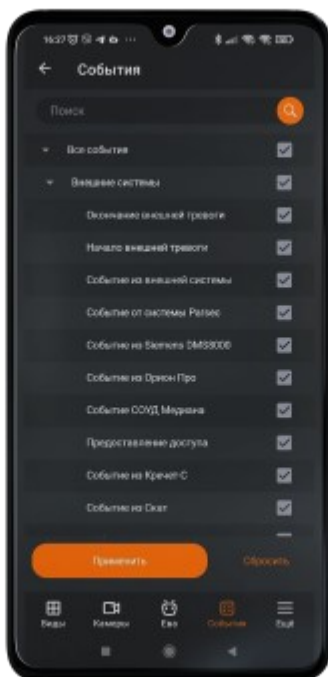 16:27
События
Поиск
Все события
Внешние системы
Окончание внешней тревоги
Начало внешней тревоги
Событие из внешней системы
Событие от системы Parsec
Событие из Siemens DMS8000
Событие из Орион Про
Событие СОУД Медиана
Предоставление доступа
Событие из Кречет-С
Событие из Скат
Применить
Сбросить
Виды
Камеры
Ево
События
Ещё